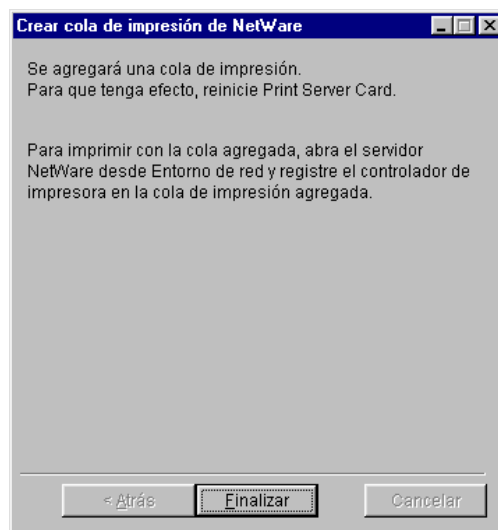 Crear cola de impresión de NetWare
Se agregará una cola de impresión.
Para que tenga efecto, reinicie Print Server Card.
Para imprimir con la cola agregada, abra el servidor
NetWare desde Entorno de red y registre el controlador de
impresora en la cola de impresión agregada.
< Atrás
Finalizar
Cancelar